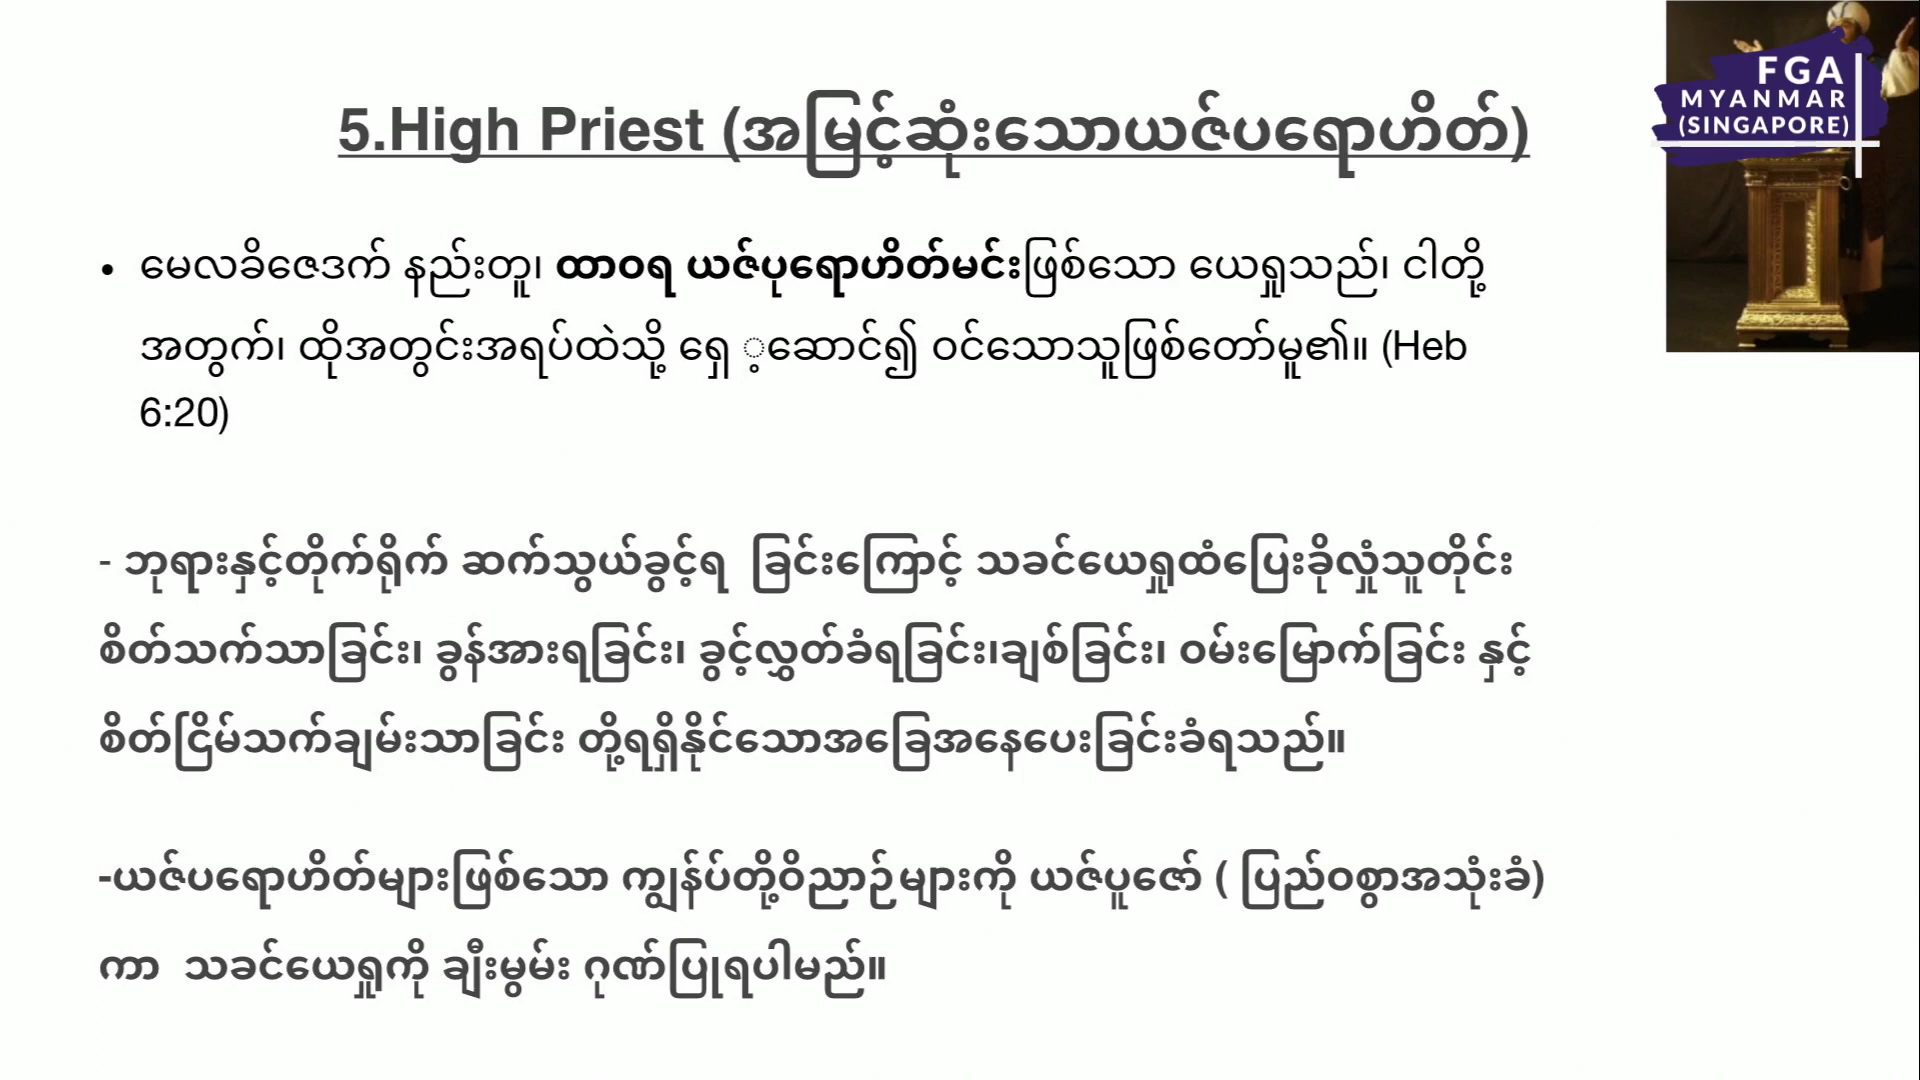 5.High Priest (အမြင့်ဆုံးသောယဇ်ပရောဟိတ်)
FGA
MYANMAR
(SINGAPORE)
• မေလခိဇေဒက် နည်းတူ၊ ထာဝရ ယဇ်ပုရောဟိတ်မင်းဖြစ်သော ယေရှုသည်၊ ငါတို့
အတွက်၊ ထိုအတွင်းအရပ်ထဲသို့ ရှေ ့ဆောင်၍ ဝင်သောသူဖြစ်တော်မူ၏။ (Heb
6:20)
- ဘုရားနှင့်တိုက်ရိုက် ဆက်သွယ်ခွင့်ရ ခြင်းကြောင့် သခင်ယေရှုထံပြေးခိုလှုံသူတိုင်း
စိတ်သက်သာခြင်း၊ ခွန်အားရခြင်း၊ ခွင့်လွှတ်ခံရခြင်း၊ချစ်ခြင်း၊ ဝမ်းမြောက်ခြင်း နှင့်
စိတ်ငြိမ်သက်ချမ်းသာခြင်း တို့ရရှိနိုင်သောအခြေအနေပေးခြင်းခံရသည်။
-ယဇ်ပရောဟိတ်များဖြစ်သော ကျွန်ပ်တို့ဝိညာဉ်များကို ယဇ်ပူဇော် ( ပြည်ဝစွာအသုံးခံ)
ကာ သခင်ယေရှုကို ချီးမွမ်း ဂုဏ်ပြုရပါမည်။